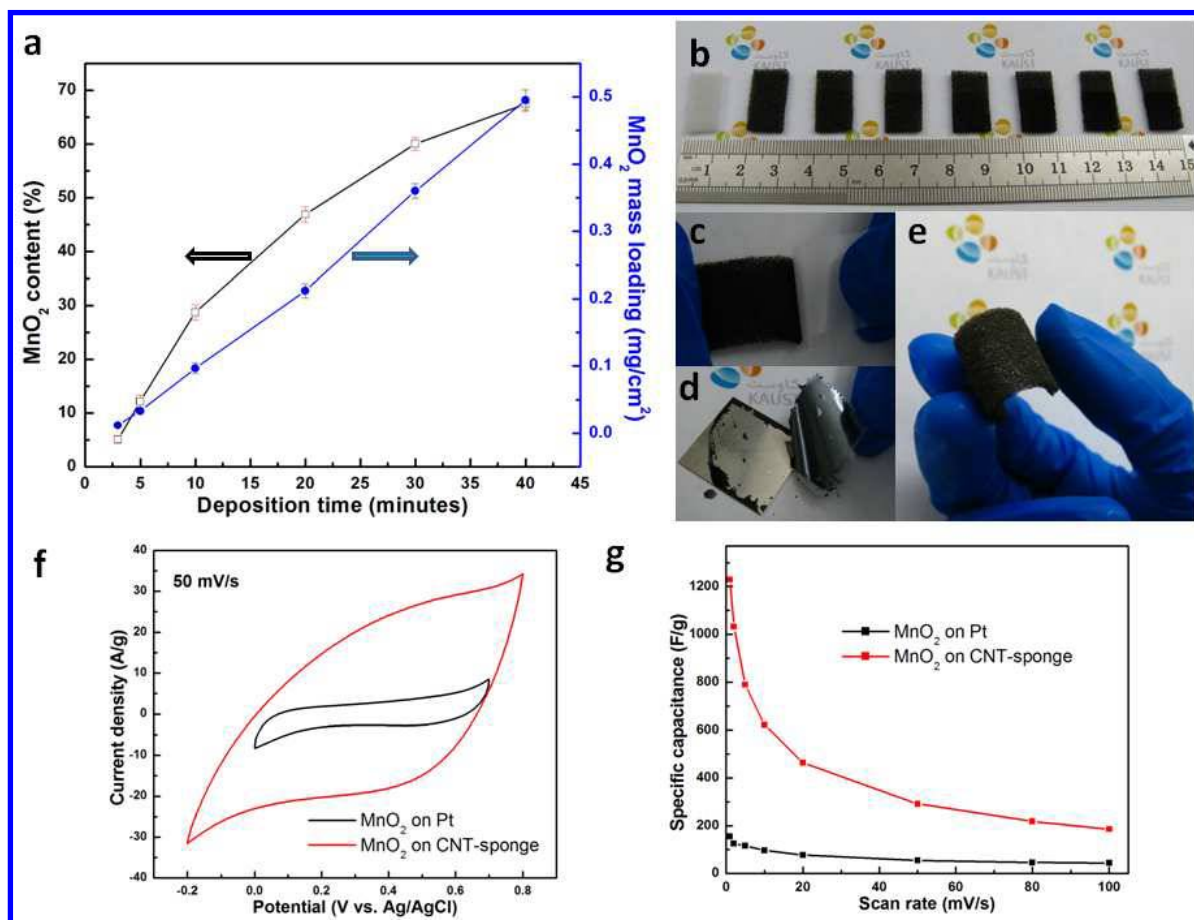 a
MnO2 content (%)
70
60
50
40
30
20
10
0
0 5 10 15 20 25 30 35 40 45
Deposition time (minutes)
0.5
0.4
0.3
0.2
0.1
0.0
MnO2 mass loading (mg/cm2)
b
KAUST KAUST KAUST KAUST
1 2 3 4 5 6 7 8 9 10 11 12 13 14 15
c
d
e
KAUST
f
50 mV/s
Current density (A/g)
40
30
20
10
0
-10
-20
-30
-40
-0.2 0.0 0.2 0.4 0.6 0.8
Potential (V vs. Ag/AgCl)
MnO2 on Pt
MnO2 on CNT-sponge
g
Specific capacitance (F/g)
1200
1000
800
600
400
200
0
0 20 40 60 80 100
Scan rate (mV/s)
MnO2 on Pt
MnO2 on CNT-sponge